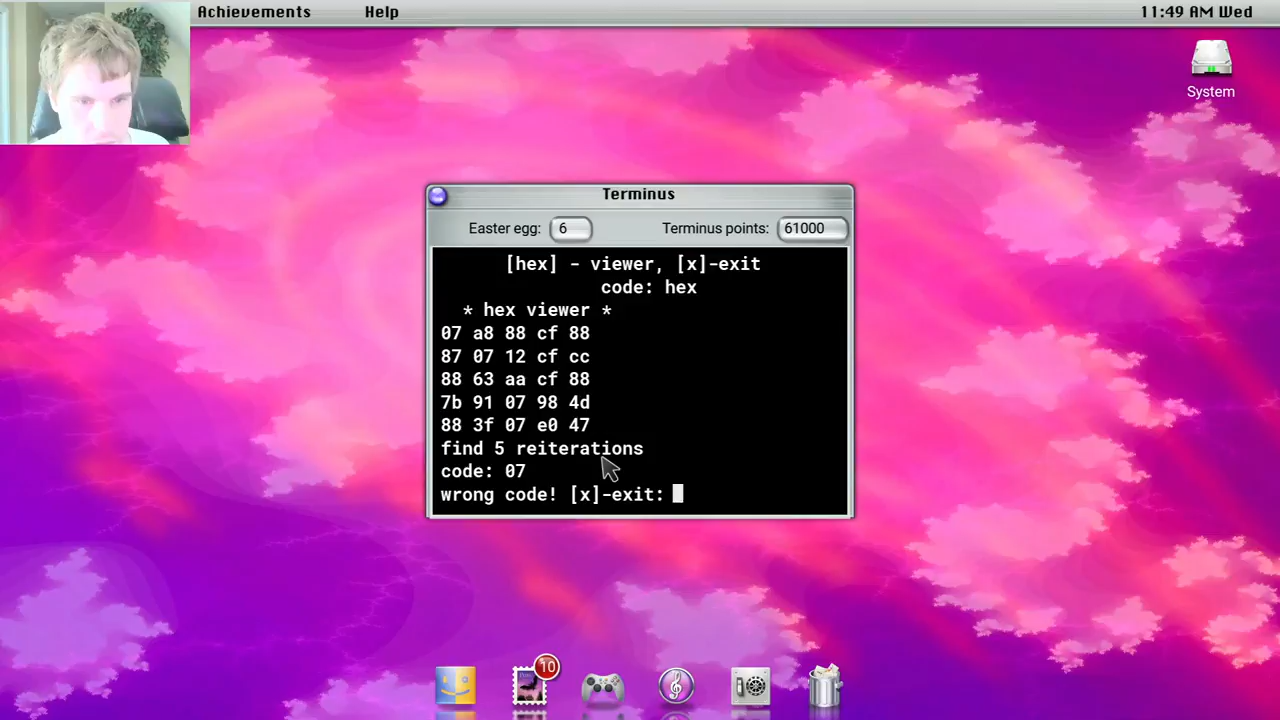 Achievements Help 11:49 AM Wed
System
Terminus
Easter egg: 6 Terminus points: 61000
[hex] - viewer, [x]-exit
code: hex
* hex viewer *
07 a8 88 cf 88
87 07 12 cf cc
88 63 aa cf 88
7b 91 07 98 4d
88 3f 07 e0 47
find 5 reiterations
code: 07
wrong code! [x]-exit:
10